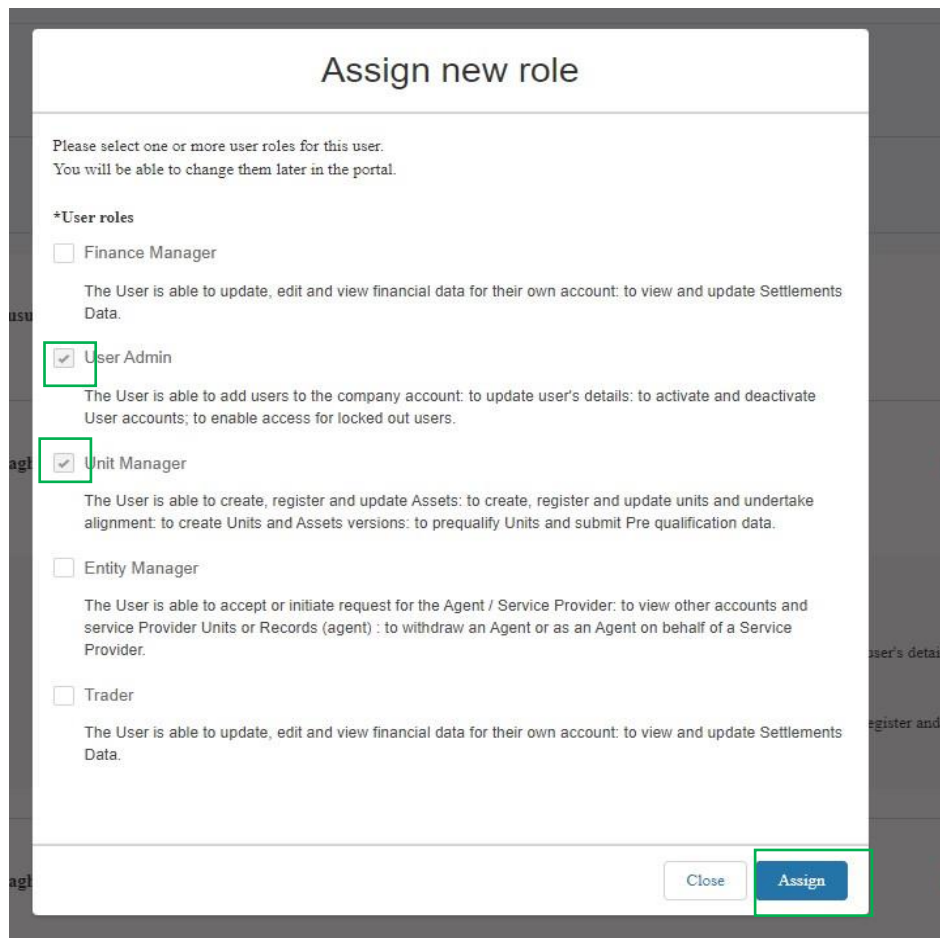 Assign new role
Please select one or more user roles for this user.
You will be able to change them later in the portal.
*User roles
Finance Manager
The User is able to update, edit and view financial data for their own account: to view and update Settlements
Data.
User Admin
The User is able to add users to the company account: to update user's details: to activate and deactivate
User accounts; to enable access for locked out users.
Unit Manager
The User is able to create, register and update Assets: to create, register and update units and undertake
alignment: to create Units and Assets versions: to prequalify Units and submit Pre qualification data.
Entity Manager
The User is able to accept or initiate request for the Agent / Service Provider: to view other accounts and
service Provider Units or Records (agent) : to withdraw an Agent or as an Agent on behalf of a Service
Provider.
Trader
The User is able to update, edit and view financial data for their own account: to view and update Settlements
Data.
Close
Assign